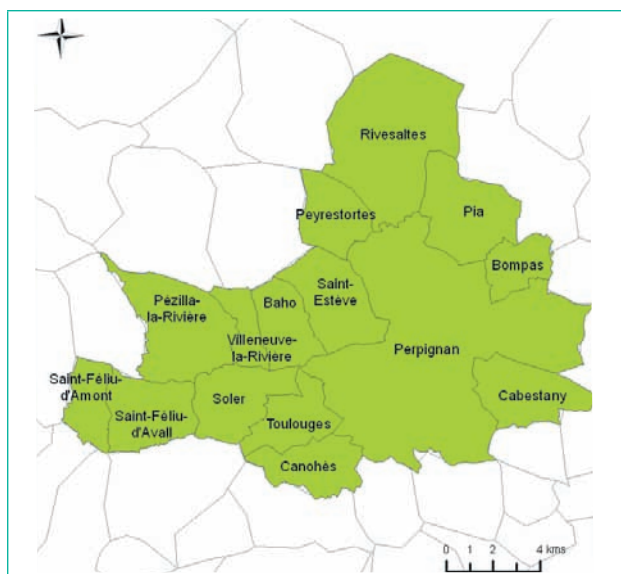 Rivesaltes
Peyrestortes
Pia
Bompas
Saint-
Estève
Baho
Pézilla-
la-Rivière
Villeneuve-
la-Rivière
Perpignan
Saint-Féliu-
d'Amont
Saint-Féliu-
d'Avall
Soler
Toulouges
Cabestany
Canohès
0 1 2 4 kms